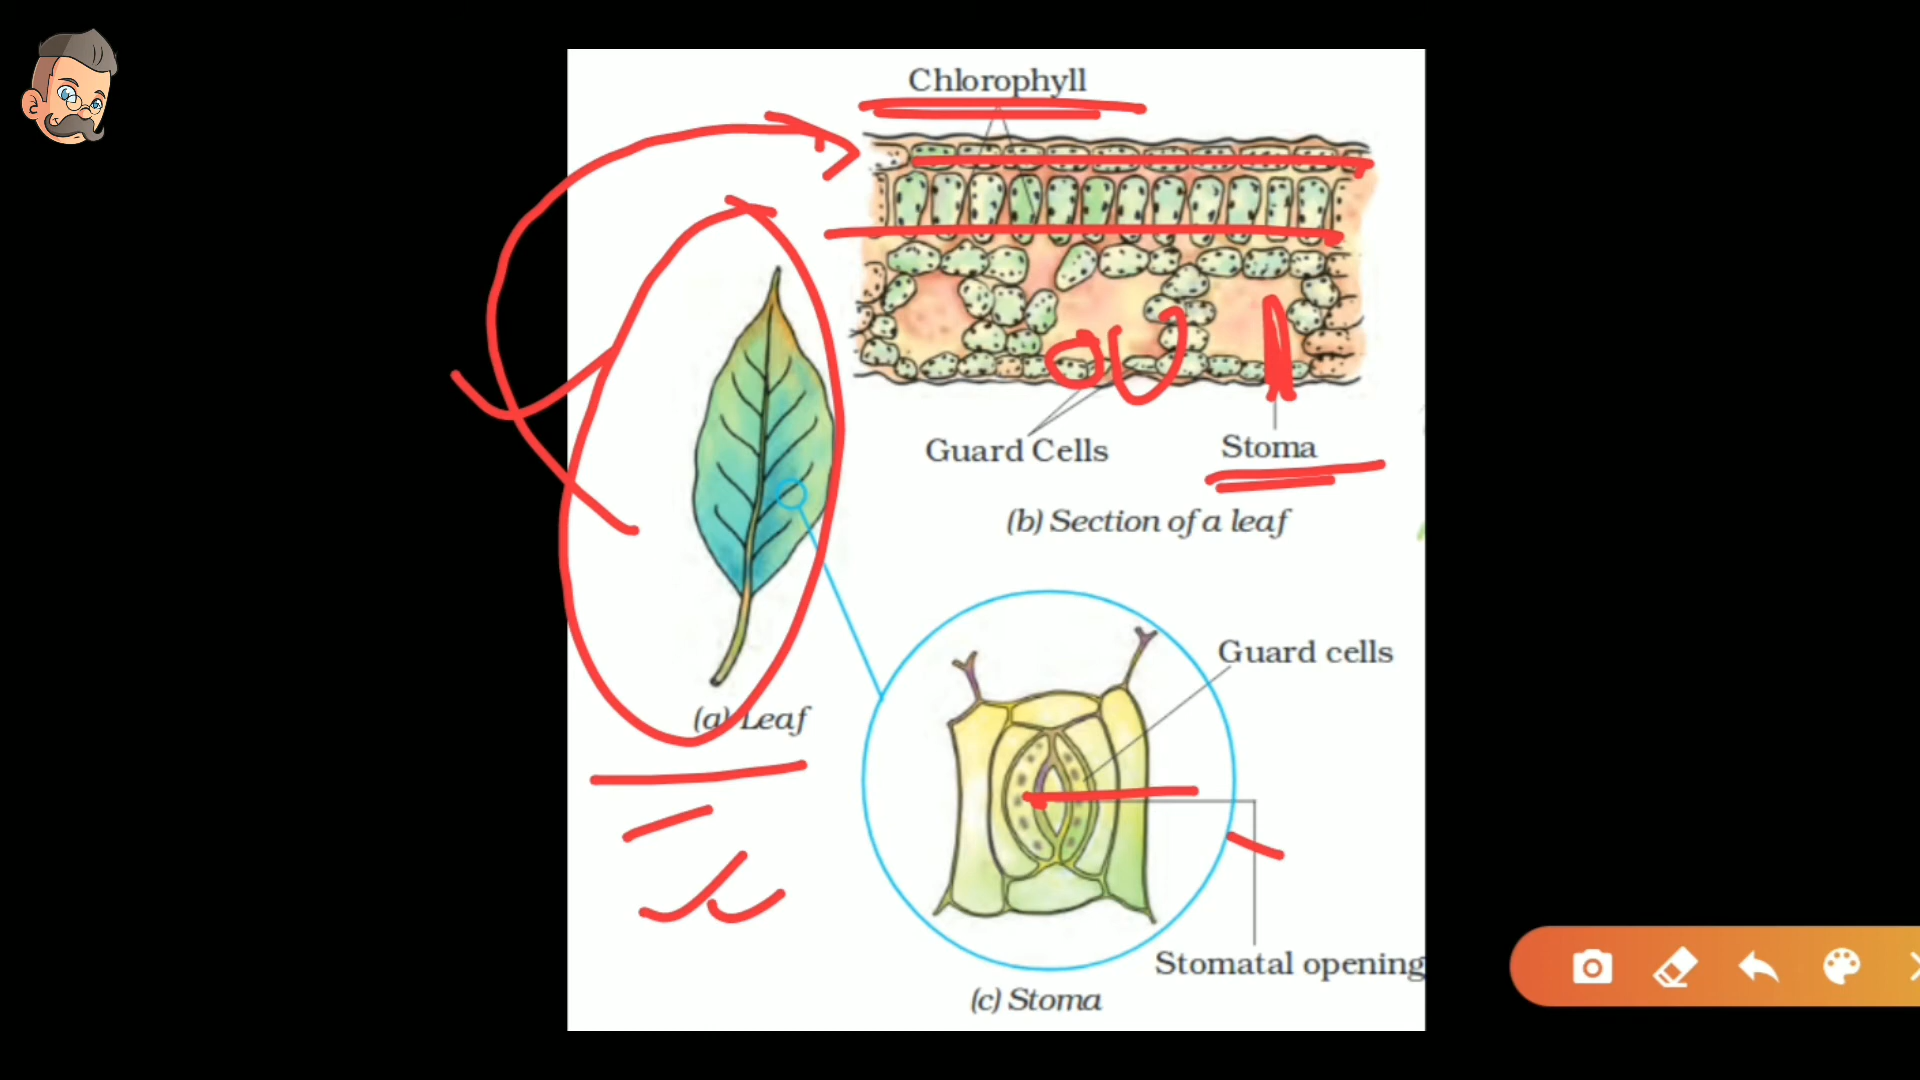 Chlorophyll
Guard Cells
Stoma
(b) Section of a leaf
(a) Leaf
Guard cells
Stomatal opening
(c) Stoma